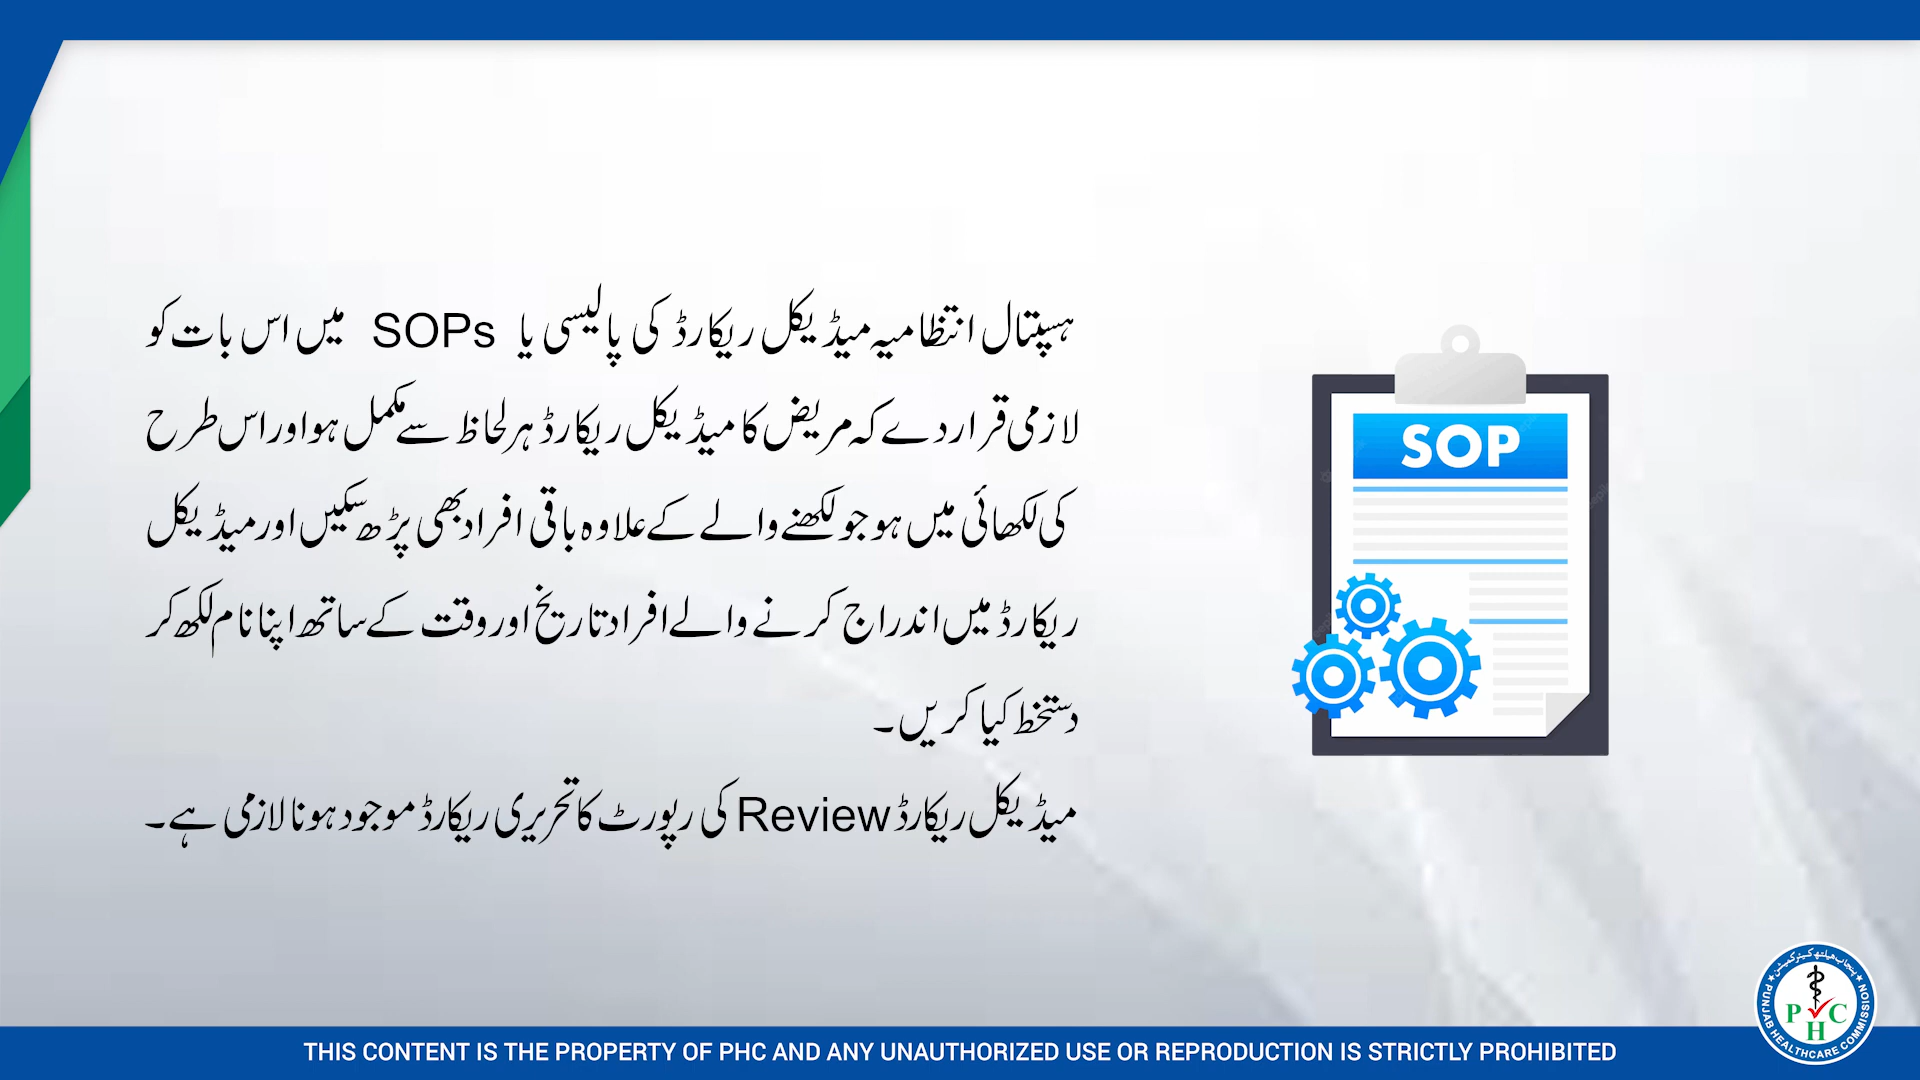 ہسپتال انتظامیہ میڈیکل ریکارڈ کی پالیسی یا SOPs میں اس بات کو
لازمی قرار دے کہ مریض کا میڈیکل ریکارڈ ہر لحاظ سے مکمل ہو اور اس طرح
کی لکھائی میں ہو جو لکھنے والے کے علاوہ باقی افراد بھی پڑھ سکیں اور میڈیکل
ریکارڈ میں اندراج کرنے والے افراد تاریخ اور وقت کے ساتھ اپنا نام لکھ کر
دستخط کیا کریں۔
میڈیکل ریکارڈ Review کی رپورٹ کا تحریری ریکارڈ موجود ہونا لازمی ہے۔
SOP
پنجاب ہیلتھ کیئر کمیشن
PHC
PUNJAB HEALTHCARE COMMISSION
THIS CONTENT IS THE PROPERTY OF PHC AND ANY UNAUTHORIZED USE OR REPRODUCTION IS STRICTLY PROHIBITED